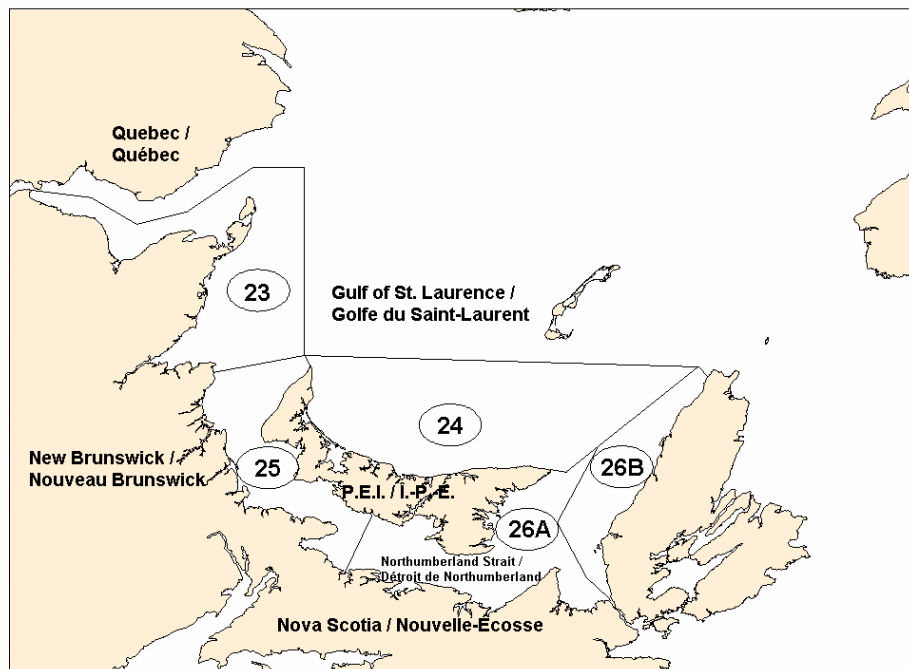 Quebec /
Québec
23
Gulf of St. Laurence /
Golfe du Saint-Laurent
24
New Brunswick /
Nouveau Brunswick
25
26B
P.E.I. / I.-P.-E.
26A
Northumberland Strait /
Détroit de Northumberland
Nova Scotia / Nouvelle-Écosse